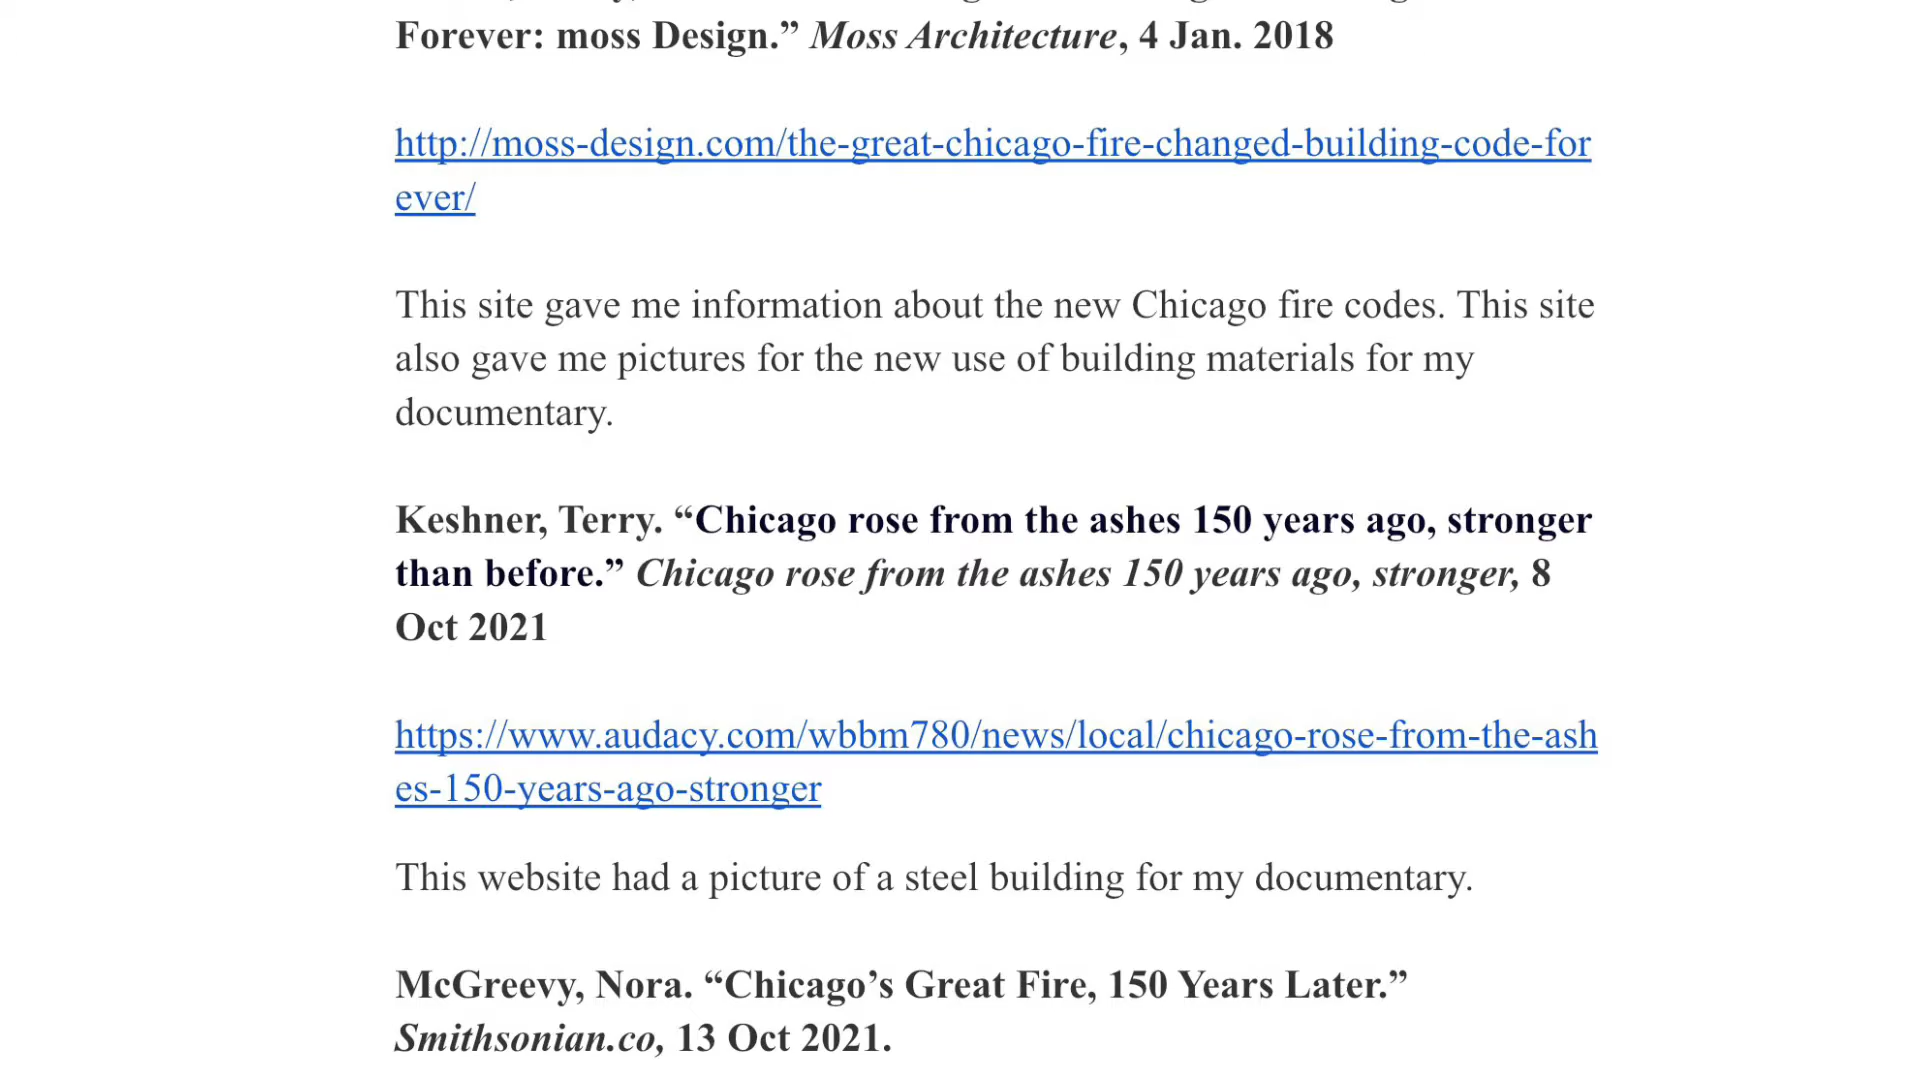 Forever: moss Design.” Moss Architecture, 4 Jan. 2018
http://moss-design.com/the-great-chicago-fire-changed-building-code-for
ever/
This site gave me information about the new Chicago fire codes. This site
also gave me pictures for the new use of building materials for my
documentary.
Keshner, Terry. “Chicago rose from the ashes 150 years ago, stronger
than before.” Chicago rose from the ashes 150 years ago, stronger, 8
Oct 2021
https://www.audacy.com/wbbm780/news/local/chicago-rose-from-the-ash
es-150-years-ago-stronger
This website had a picture of a steel building for my documentary.
McGreevy, Nora. “Chicago’s Great Fire, 150 Years Later.”
Smithsonian.co, 13 Oct 2021.